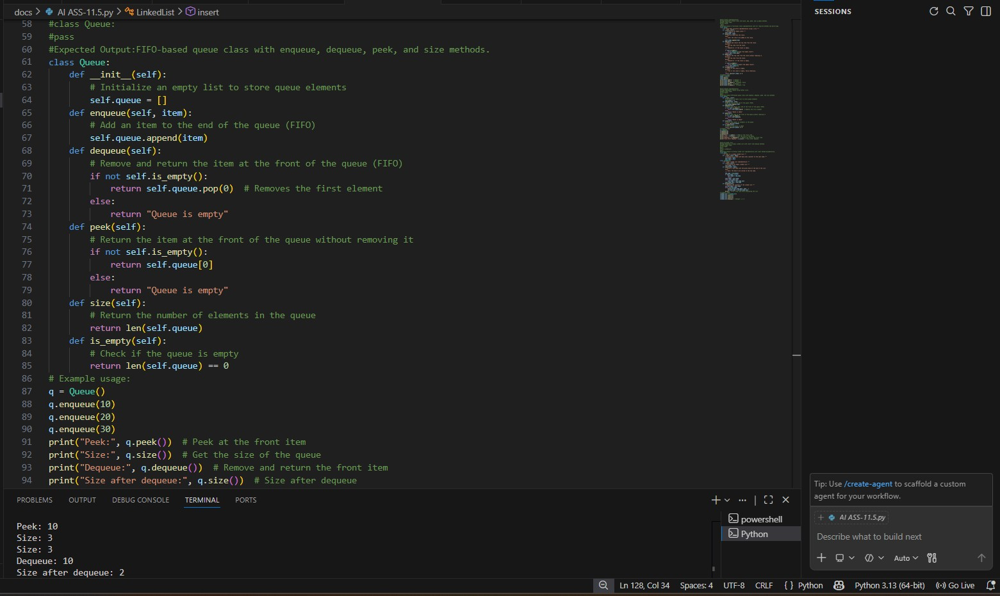 docs > AI ASS-11.5.py > LinkedList > insert
58 #class Queue:
59 #pass
60 #Expected Output:FIFO-based queue class with enqueue, dequeue, peek, and size methods.
61 class Queue:
62     def __init__(self):
63         # Initialize an empty list to store queue elements
64         self.queue = []
65     def enqueue(self, item):
66         # Add an item to the end of the queue (FIFO)
67         self.queue.append(item)
68     def dequeue(self):
69         # Remove and return the item at the front of the queue (FIFO)
70         if not self.is_empty():
71             return self.queue.pop(0)  # Removes the first element
72         else:
73             return "Queue is empty"
74     def peek(self):
75         # Return the item at the front of the queue without removing it
76         if not self.is_empty():
77             return self.queue[0]
78         else:
79             return "Queue is empty"
80     def size(self):
81         # Return the number of elements in the queue
82         return len(self.queue)
83     def is_empty(self):
84         # Check if the queue is empty
85         return len(self.queue) == 0
86 # Example usage:
87 q = Queue()
88 q.enqueue(10)
89 q.enqueue(20)
90 q.enqueue(30)
91 print("Peek:", q.peek())  # Peek at the front item
92 print("Size:", q.size())  # Get the size of the queue
93 print("Dequeue:", q.dequeue())  # Remove and return the front item
94 print("Size after dequeue:", q.size())  # Size after dequeue
PROBLEMS OUTPUT DEBUG CONSOLE TERMINAL PORTS
Peek: 10
Size: 3
Size: 3
Dequeue: 10
Size after dequeue: 2
powershell
Python
SESSIONS
Tip: Use /create-agent to scaffold a custom
agent for your workflow.
AI ASS-11.5.py
Describe what to build next
Auto
Ln 128, Col 34 Spaces: 4 UTF-8 CRLF { } Python Python 3.13 (64-bit) Go Live